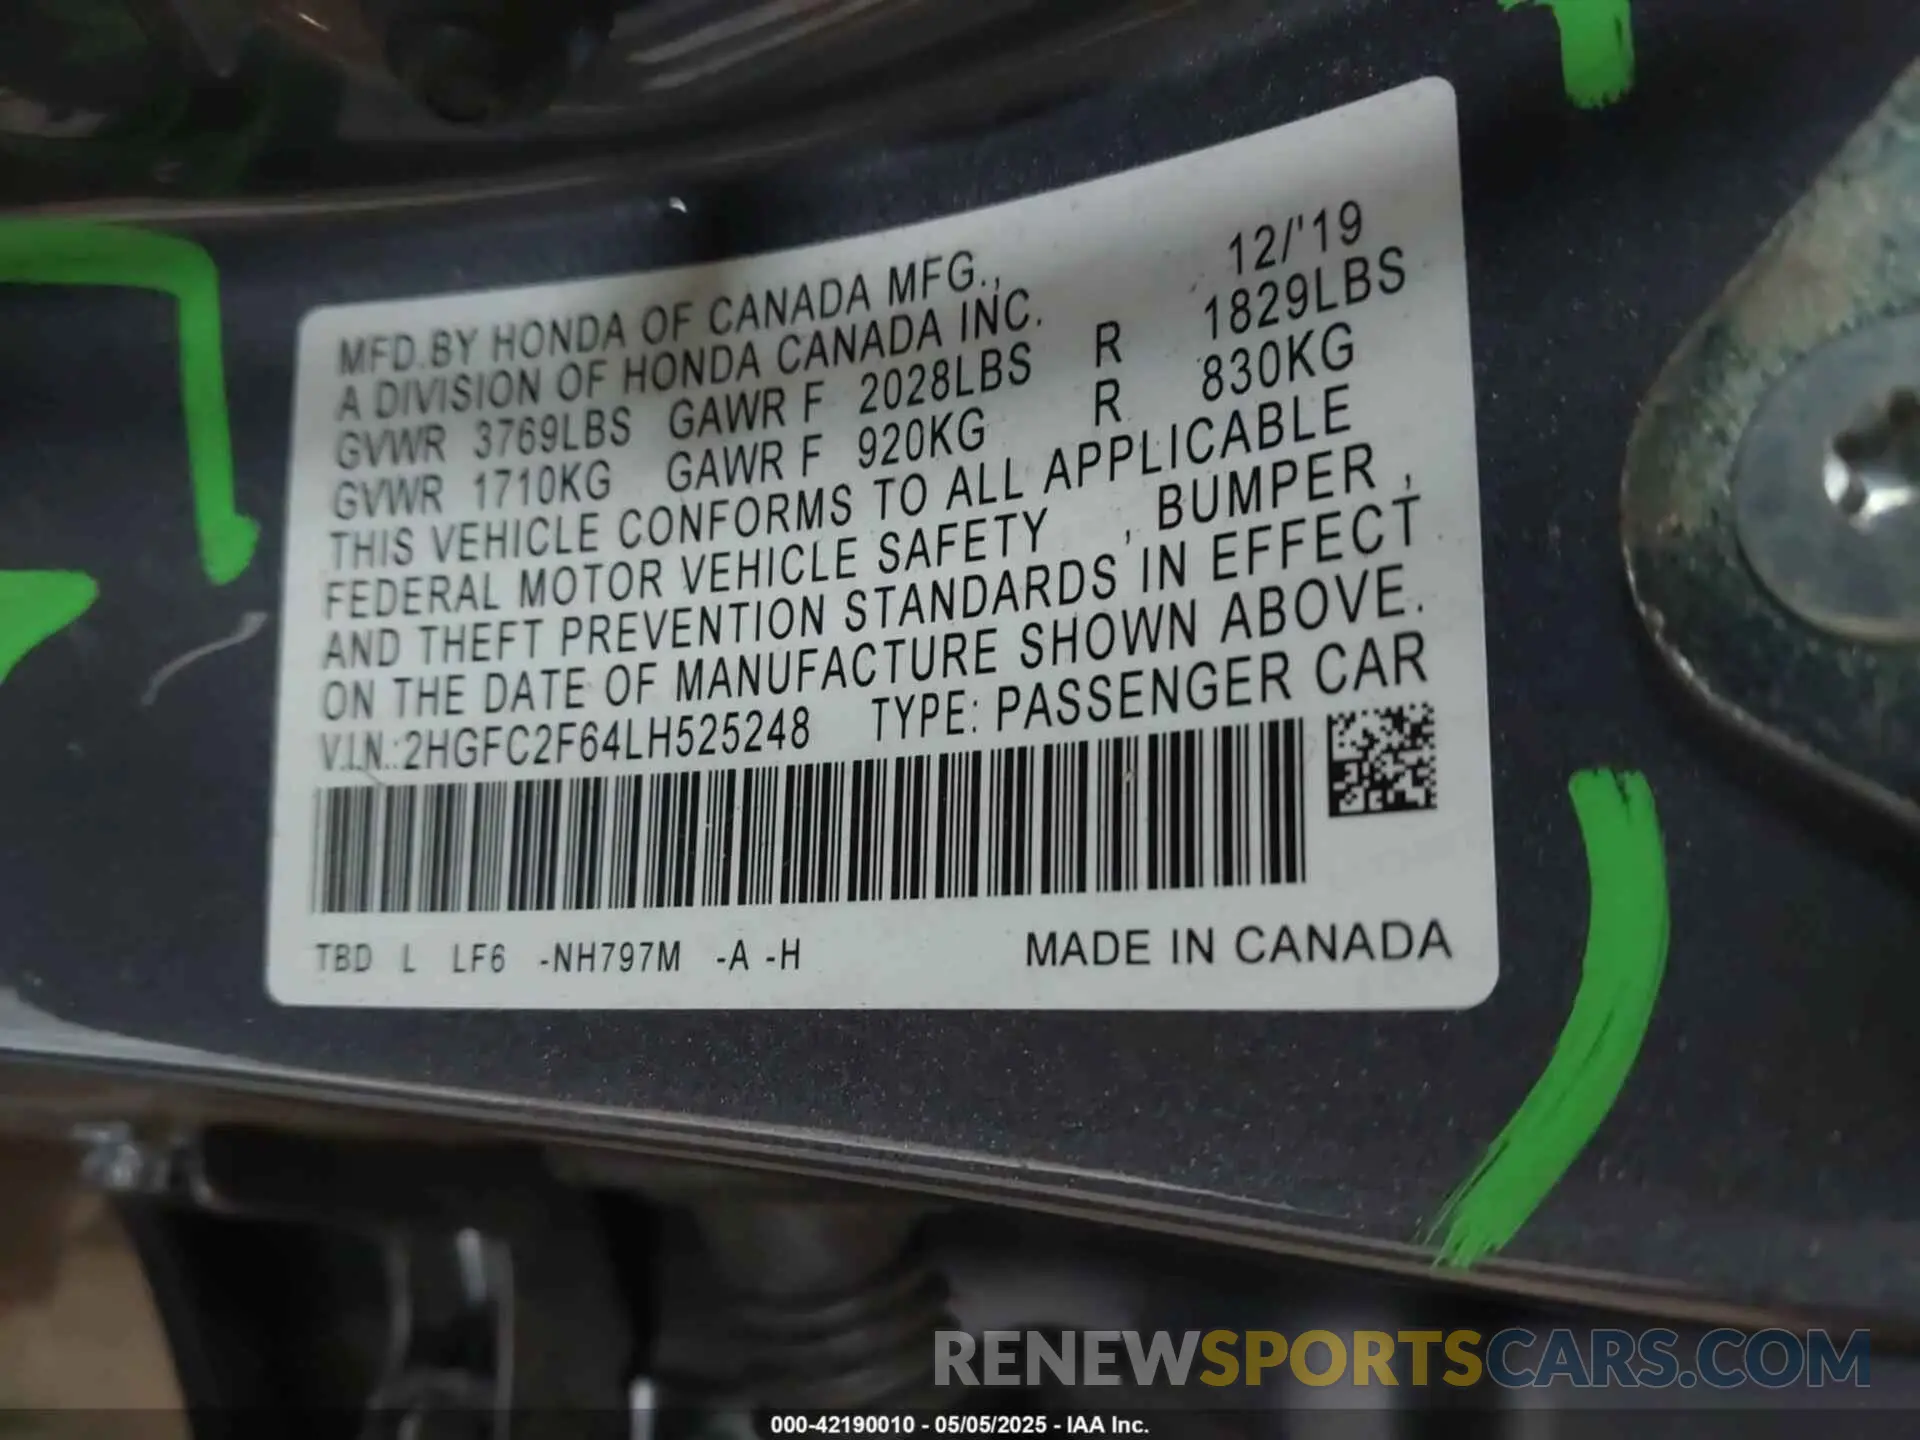 MFD.BY HONDA OF CANADA MFG., 12/'19
A DIVISION OF HONDA CANADA INC.
GVWR 3769LBS GAWR F 2028LBS R 1829LBS
GVWR 1710KG GAWR F 920KG R 830KG
THIS VEHICLE CONFORMS TO ALL APPLICABLE
FEDERAL MOTOR VEHICLE SAFETY , BUMPER ,
AND THEFT PREVENTION STANDARDS IN EFFECT
ON THE DATE OF MANUFACTURE SHOWN ABOVE.
V.I.N.:2HGFC2F64LH525248 TYPE: PASSENGER CAR
TBD L LF6 -NH797M -A -H MADE IN CANADA
RENEWSPORTSCARS.COM
000-42190010 - 05/05/2025 - IAA Inc.